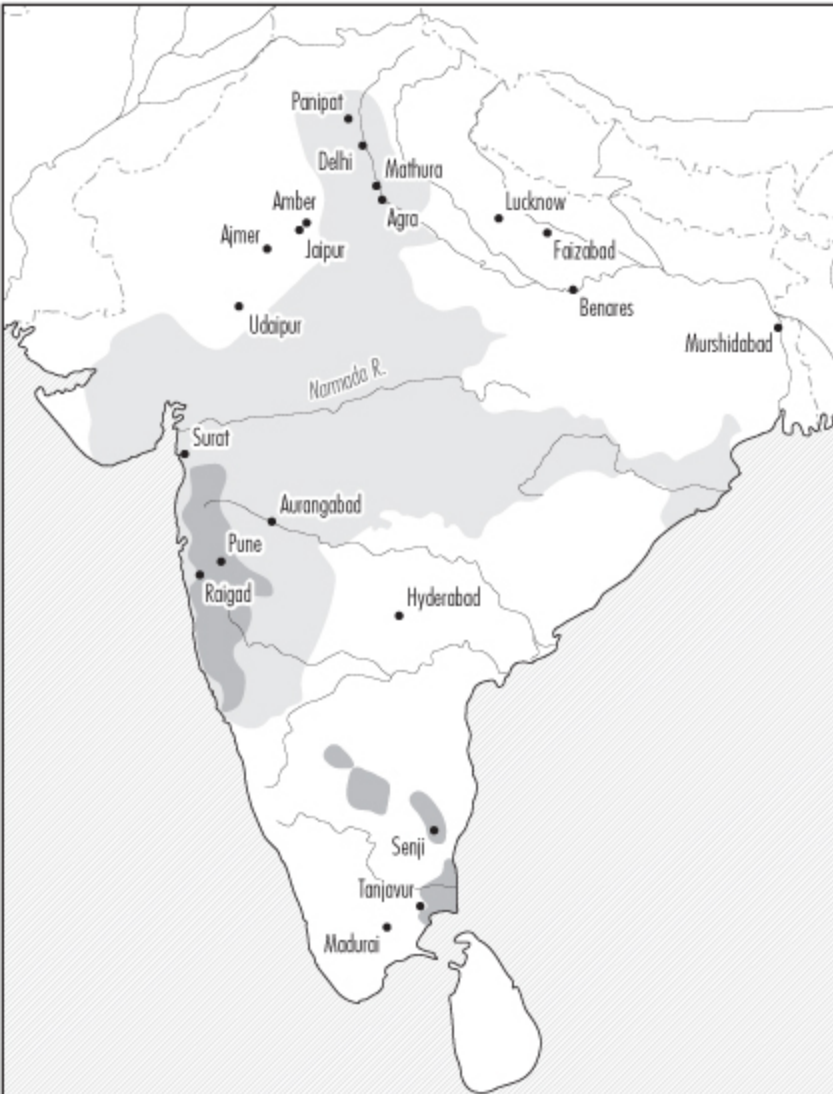 Panipat
Delhi
Mathura
Amber
Agra
Lucknow
Ajmer
Jaipur
Faizabad
Udaipur
Benares
Murshidabad
Narmada R.
Surat
Aurangabad
Pune
Raigad
Hyderabad
Senji
Tanjavur
Madurai